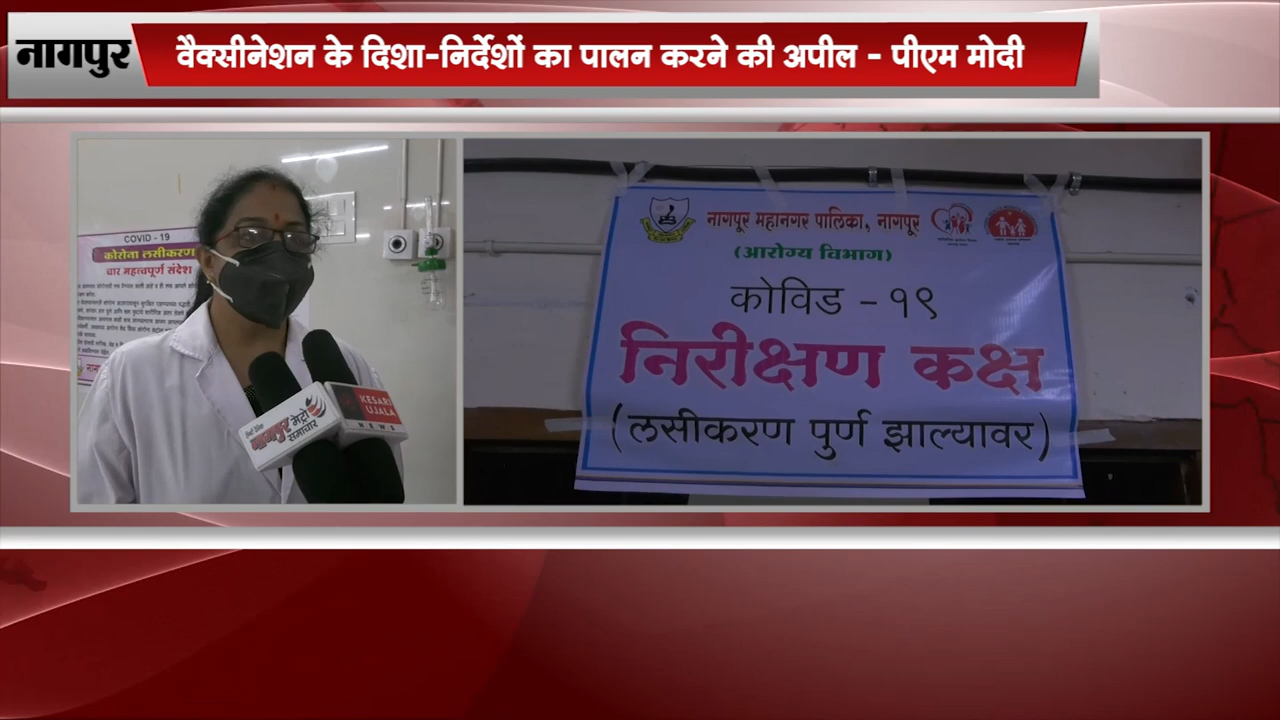 नागपुर
वैक्सीनेशन के दिशा-निर्देशों का पालन करने की अपील - पीएम मोदी
COVID - 19
कोरोना लसीकरण
चार महत्वपूर्ण संदेश
नागपुर मेट्रो
समाचार
KESARI
UJALA
NEWS
नागपूर महानगर पालिका, नागपूर
(आरोग्य विभाग)
कोविड - १९
निरीक्षण कक्ष
(लसीकरण पुर्ण झाल्यावर)